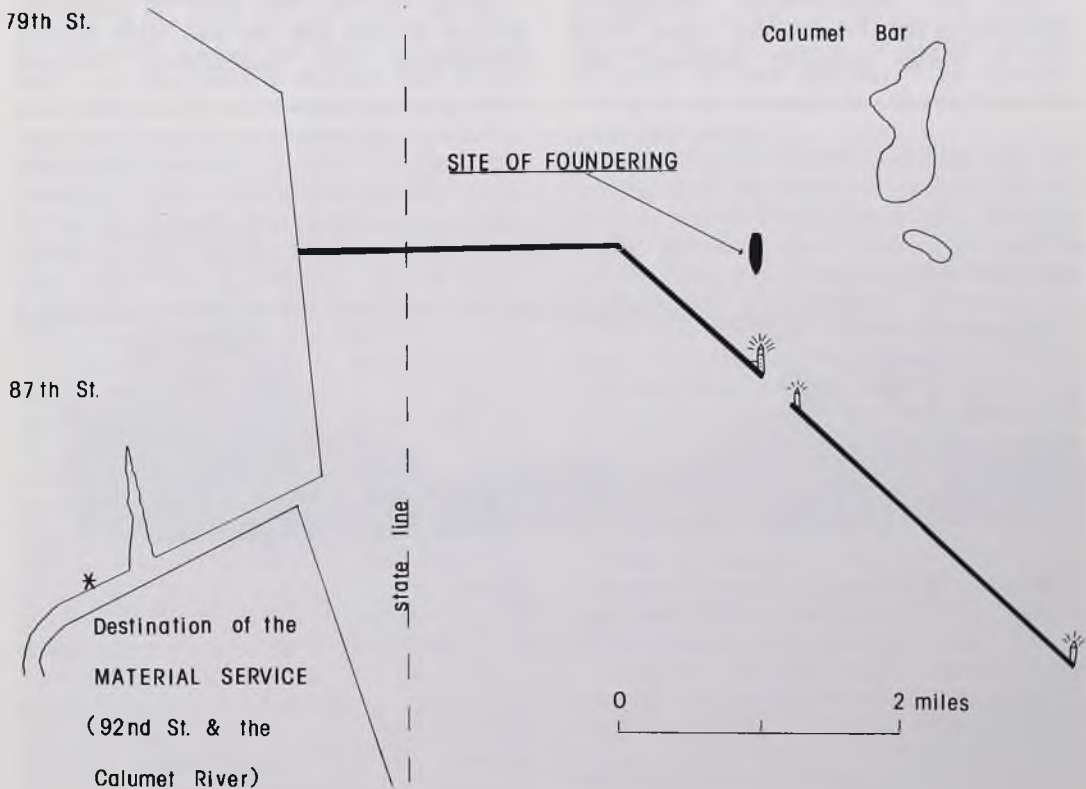 79th St.
Calumet Bar
SITE OF FOUNDERING
87th St.
state line
*
Destination of the
MATERIAL SERVICE
(92nd St. & the
Calumet River)
0 2 miles